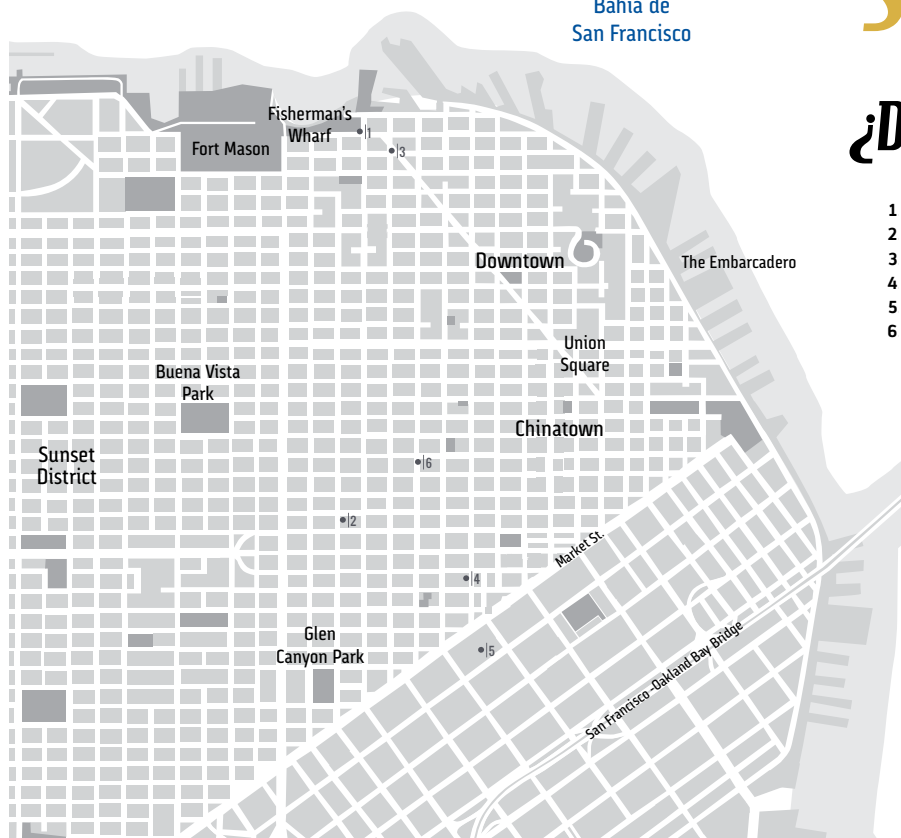 Bahía de
San Francisco
Fisherman's
Wharf
Fort Mason
1
3
¿D
1
2
3
4
5
6
Downtown
The Embarcadero
Union
Square
Buena Vista
Park
Chinatown
Sunset
District
6
2
Market St.
4
Glen
Canyon Park
5
San Francisco -Oakland Bay Bridge